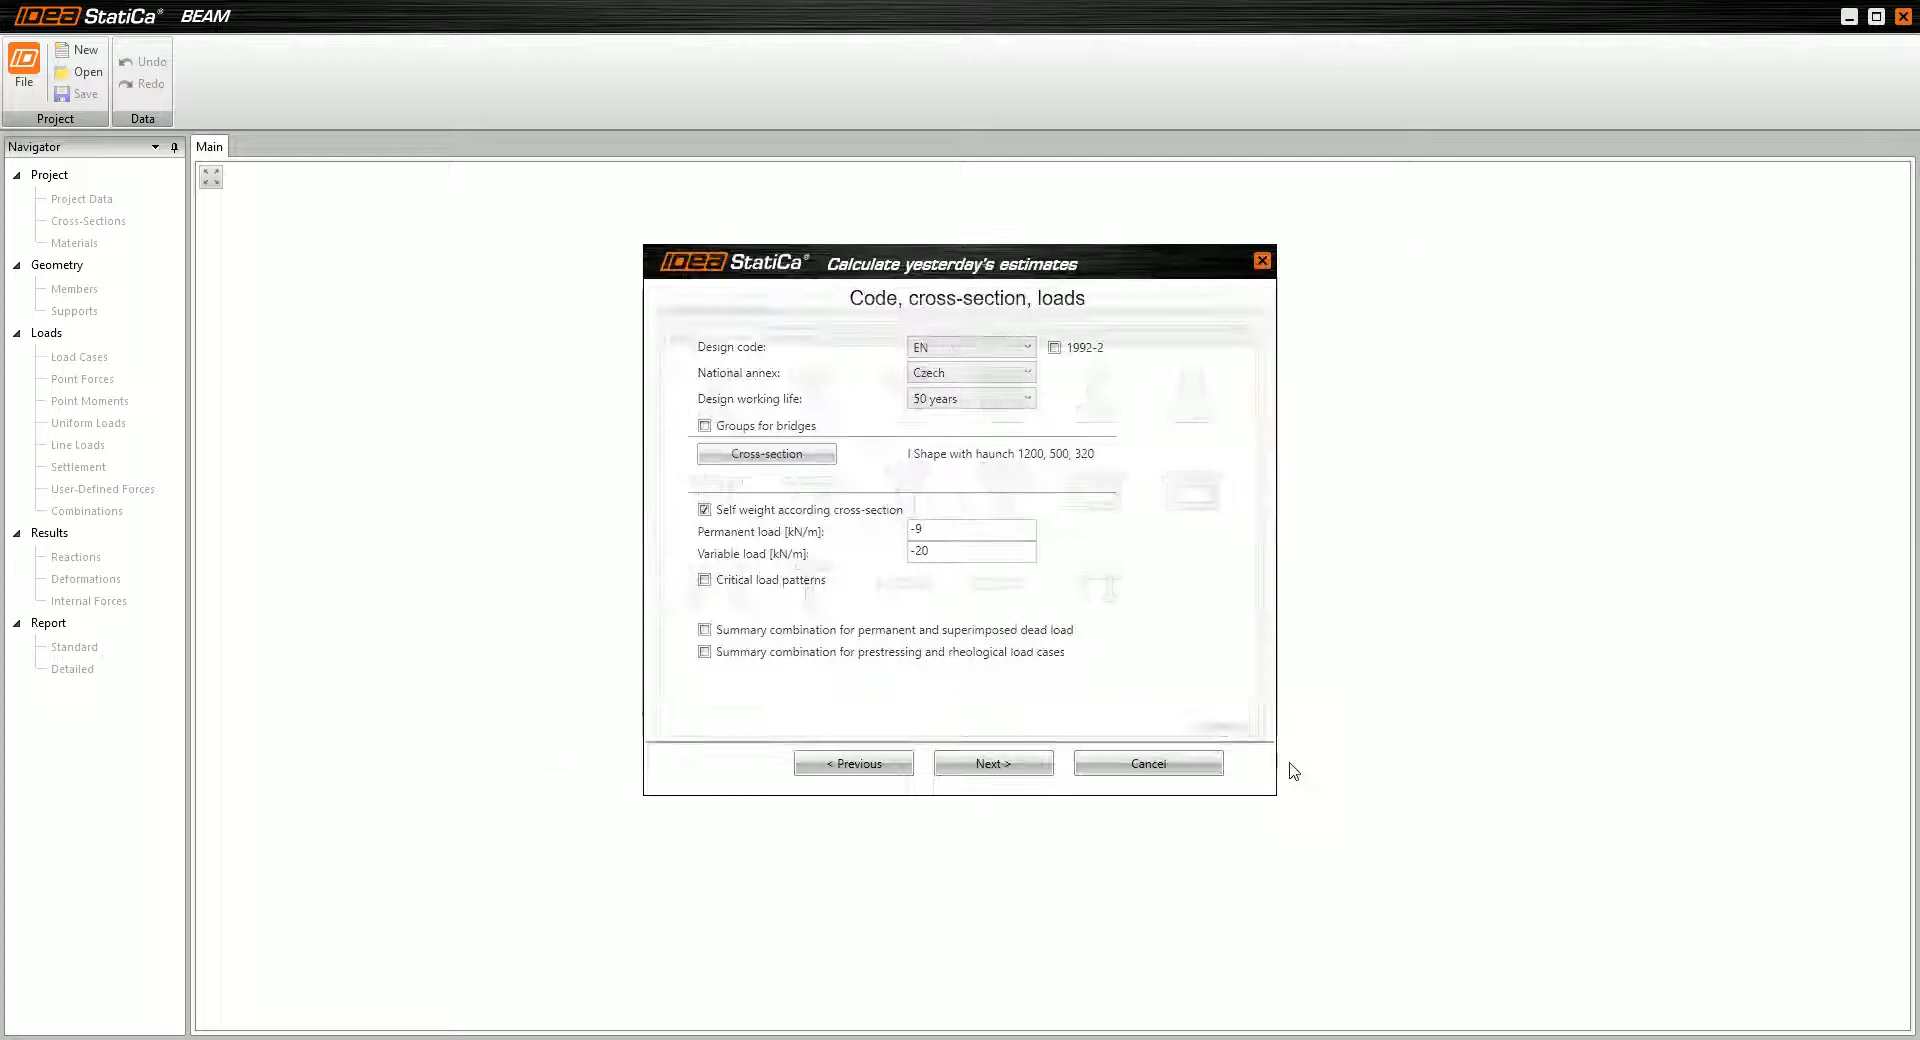 IDEA StatiCa® BEAM
File
New
Open
Save
Undo
Redo
Project
Data
Navigator
Main
Project
Project Data
Cross-Sections
Materials
Geometry
Members
Supports
Loads
Load Cases
Point Forces
Point Moments
Uniform Loads
Line Loads
Settlement
User-Defined Forces
Combinations
Results
Reactions
Deformations
Internal Forces
Report
Standard
Detailed
IDEA StatiCa® Calculate yesterday's estimates
Code, cross-section, loads
Design code: EN 1992-2
National annex: Czech
Design working life: 50 years
Groups for bridges
Cross-section I Shape with haunch 1200, 500, 320
Self weight according cross-section
Permanent load [kN/m]: -9
Variable load [kN/m]: -20
Critical load patterns
Summary combination for permanent and superimposed dead load
Summary combination for prestressing and rheological load cases
< Previous
Next >
Cancel